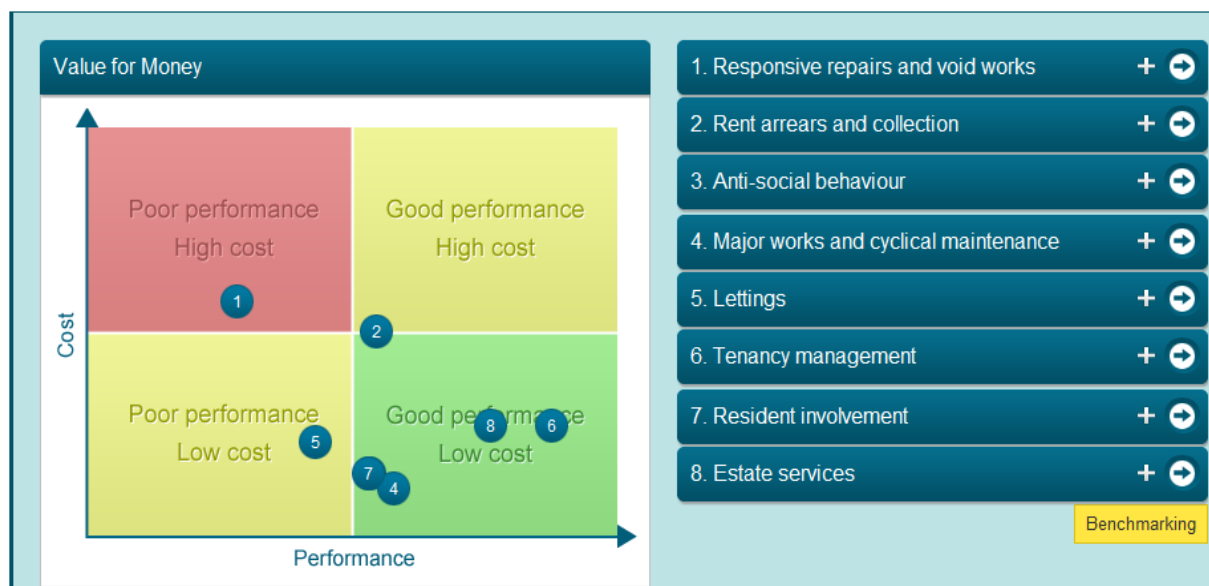 Value for Money
Cost
Poor performance
High cost
Good performance
High cost
1
2
Poor performance
Low cost
Good performance
Low cost
5
8
6
7
4
Performance
1. Responsive repairs and void works
2. Rent arrears and collection
3. Anti-social behaviour
4. Major works and cyclical maintenance
5. Lettings
6. Tenancy management
7. Resident involvement
8. Estate services
Benchmarking